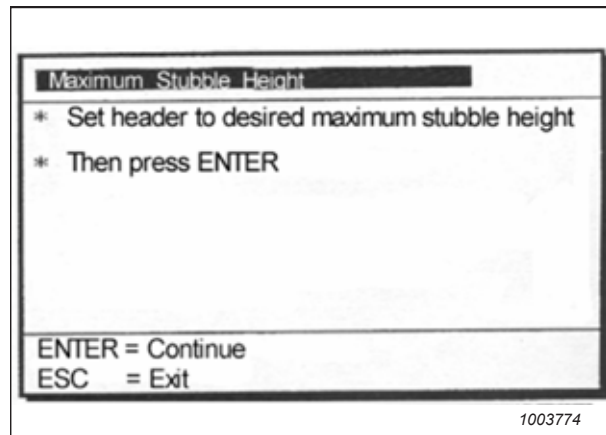 Maximum Stubble Height
* Set header to desired maximum stubble height
* Then press ENTER
ENTER = Continue
ESC = Exit
1003774